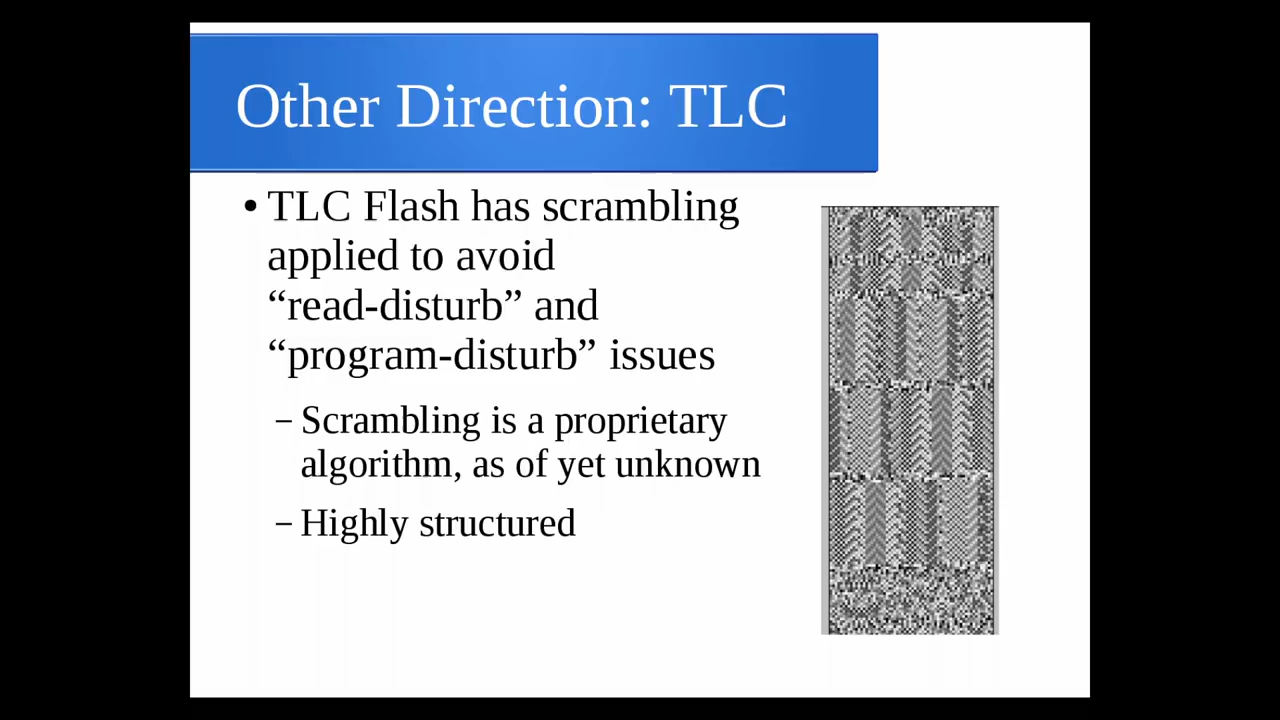 Other Direction: TLC
• TLC Flash has scrambling
applied to avoid
“read-disturb” and
“program-disturb” issues
– Scrambling is a proprietary
algorithm, as of yet unknown
– Highly structured